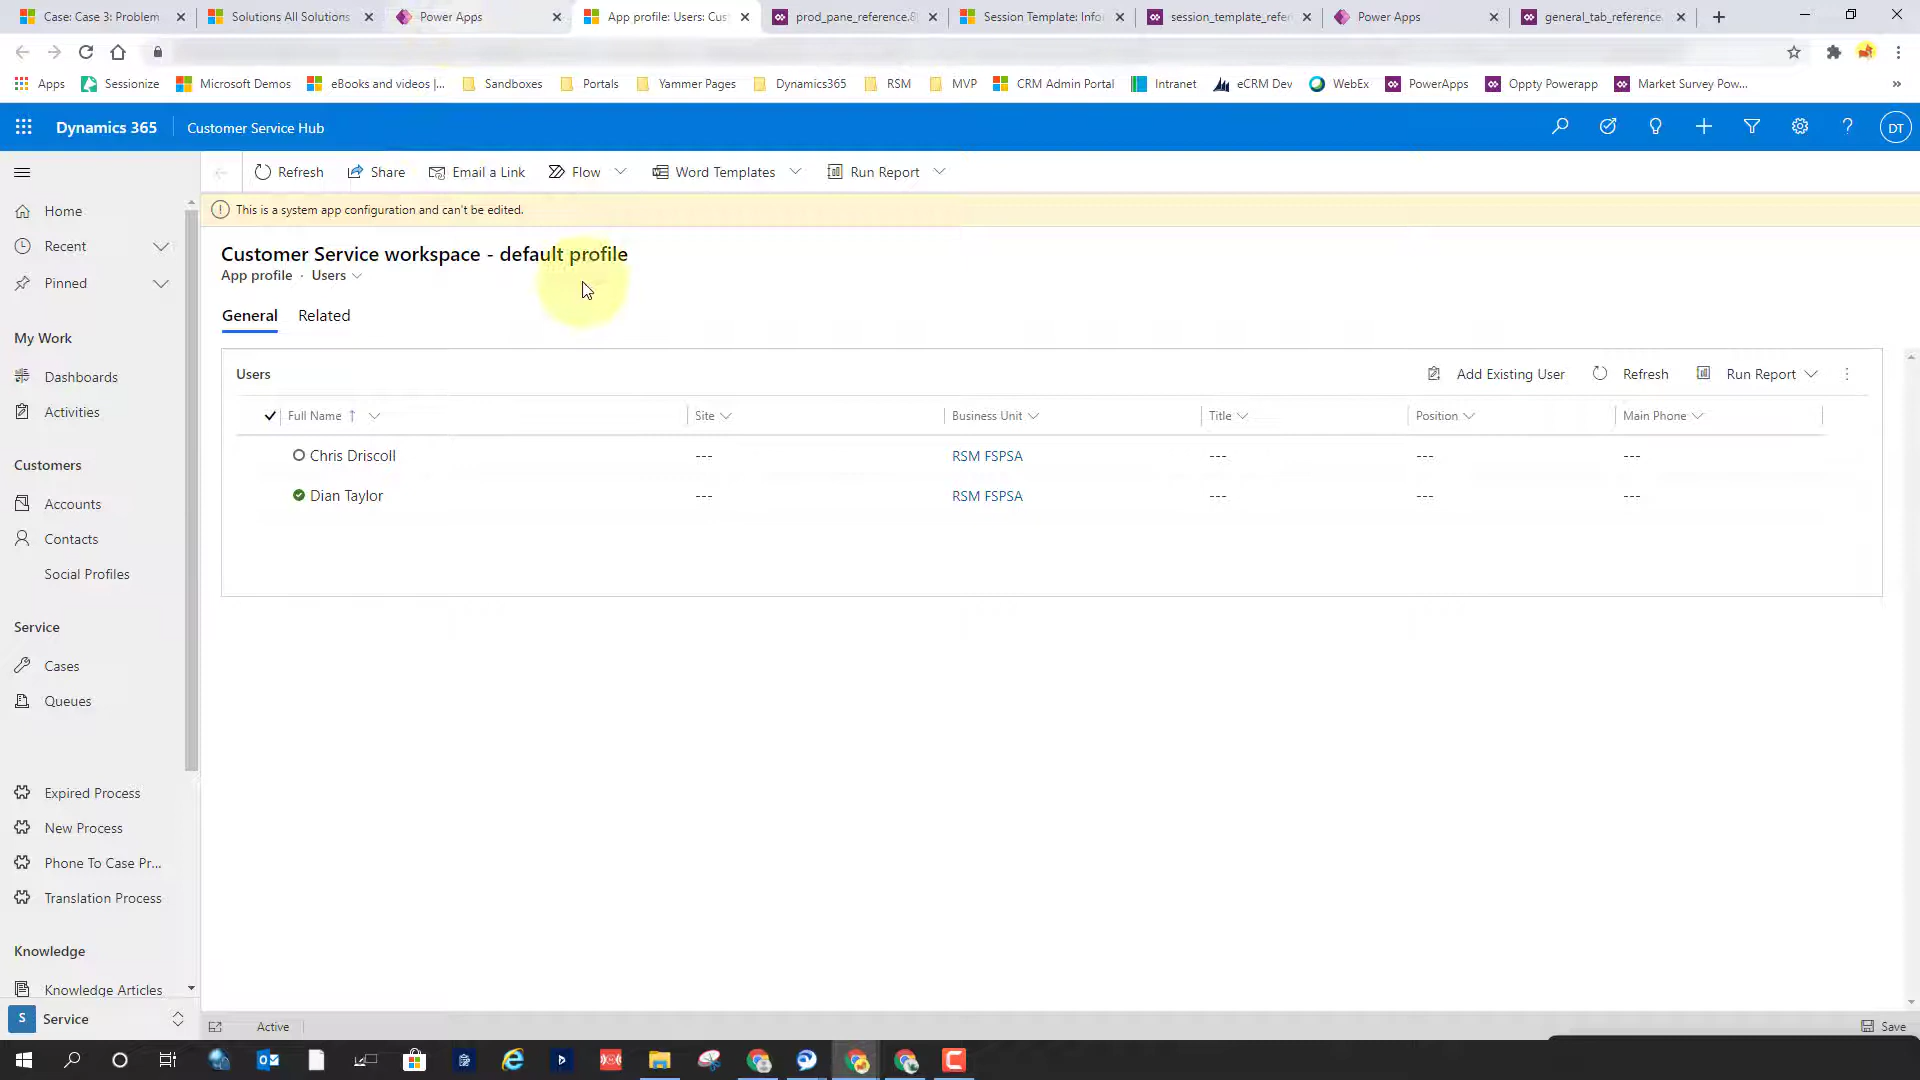 Case: Case 3: Problem
Solutions All Solutions
Power Apps
App profile: Users: Cus
prod_pane_reference.8
Session Template: Info
session_template_refer
Power Apps
general_tab_reference.
Apps
Sessionize
Microsoft Demos
eBooks and videos |...
Sandboxes
Portals
Yammer Pages
Dynamics365
RSM
MVP
CRM Admin Portal
Intranet
eCRM Dev
WebEx
PowerApps
Oppty Powerapp
Market Survey Pow...
Dynamics 365
Customer Service Hub
DT
Refresh
Share
Email a Link
Flow
Word Templates
Run Report
This is a system app configuration and can't be edited.
Customer Service workspace - default profile
App profile · Users
General
Related
Users
Add Existing User
Refresh
Run Report
Full Name
Site
Business Unit
Title
Position
Main Phone
Chris Driscoll --- RSM FSPSA --- --- ---
Dian Taylor --- RSM FSPSA --- --- ---
Home
Recent
Pinned
My Work
Dashboards
Activities
Customers
Accounts
Contacts
Social Profiles
Service
Cases
Queues
Expired Process
New Process
Phone To Case Pr...
Translation Process
Knowledge
Knowledge Articles
S Service
Active
Save